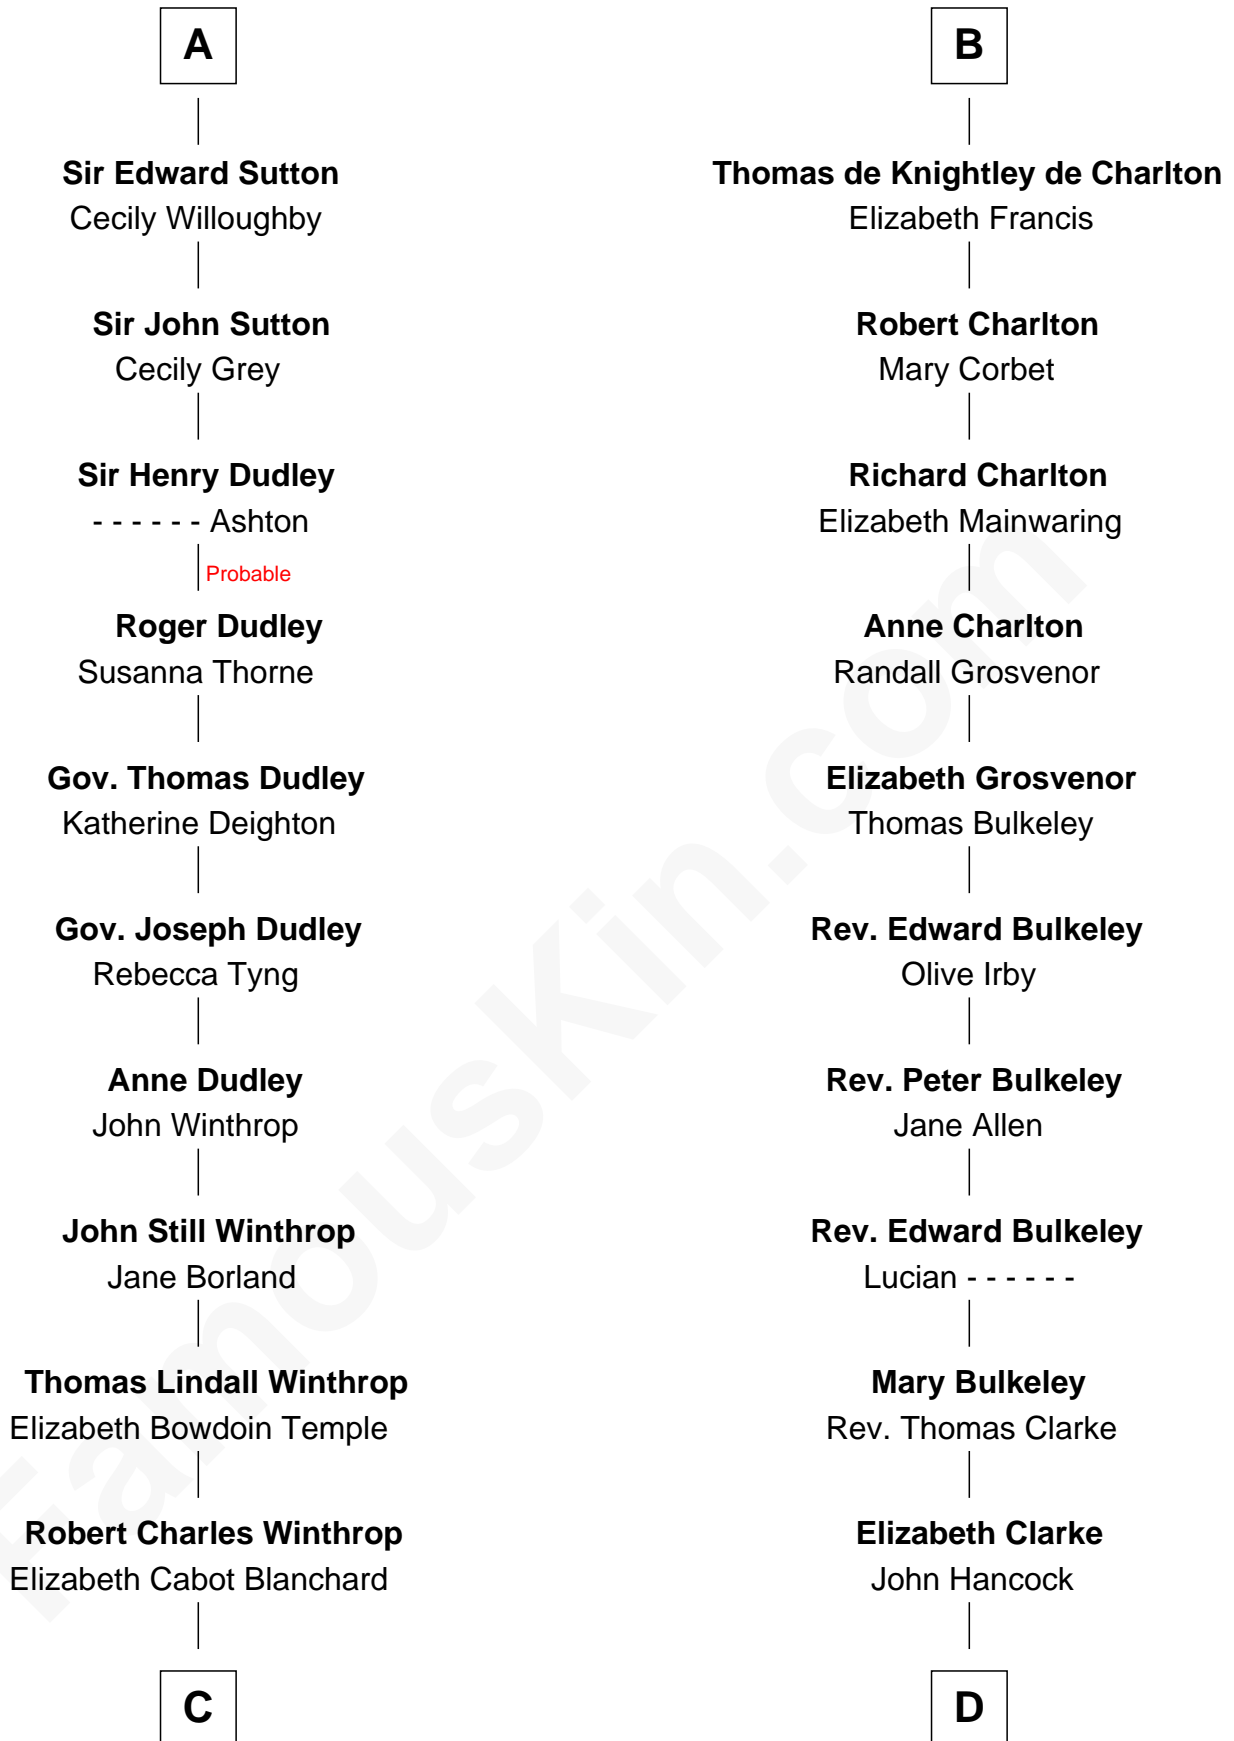 A
Sir Edward Sutton
Cecily Willoughby
Sir John Sutton
Cecily Grey
Sir Henry Dudley
- - - - - - Ashton
Probable
Roger Dudley
Susanna Thorne
Gov. Thomas Dudley
Katherine Deighton
Gov. Joseph Dudley
Rebecca Tyng
Anne Dudley
John Winthrop
John Still Winthrop
Jane Borland
Thomas Lindall Winthrop
Elizabeth Bowdoin Temple
Robert Charles Winthrop
Elizabeth Cabot Blanchard
C
B
Thomas de Knightley de Charlton
Elizabeth Francis
Robert Charlton
Mary Corbet
Richard Charlton
Elizabeth Mainwaring
Anne Charlton
Randall Grosvenor
Elizabeth Grosvenor
Thomas Bulkeley
Rev. Edward Bulkeley
Olive Irby
Rev. Peter Bulkeley
Jane Allen
Rev. Edward Bulkeley
Lucian - - - - - -
Mary Bulkeley
Rev. Thomas Clarke
Elizabeth Clarke
John Hancock
D
FamousKin.com